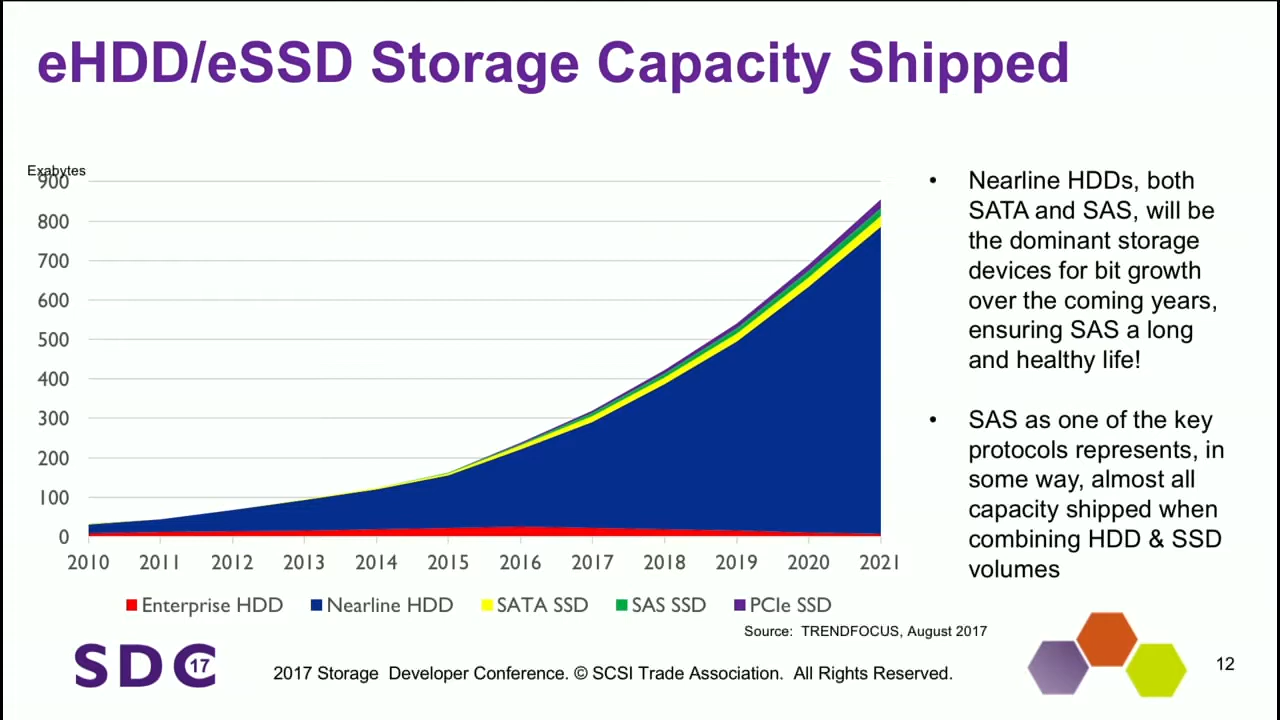 eHDD/eSSD Storage Capacity Shipped
Exabytes
900
800
700
600
500
400
300
200
100
0
2010 2011 2012 2013 2014 2015 2016 2017 2018 2019 2020 2021
Enterprise HDD Nearline HDD SATA SSD SAS SSD PCIe SSD
• Nearline HDDs, both
SATA and SAS, will be
the dominant storage
devices for bit growth
over the coming years,
ensuring SAS a long
and healthy life!
• SAS as one of the key
protocols represents, in
some way, almost all
capacity shipped when
combining HDD & SSD
volumes
Source: TRENDFOCUS, August 2017
SDC 17
2017 Storage Developer Conference. © SCSI Trade Association. All Rights Reserved.
12